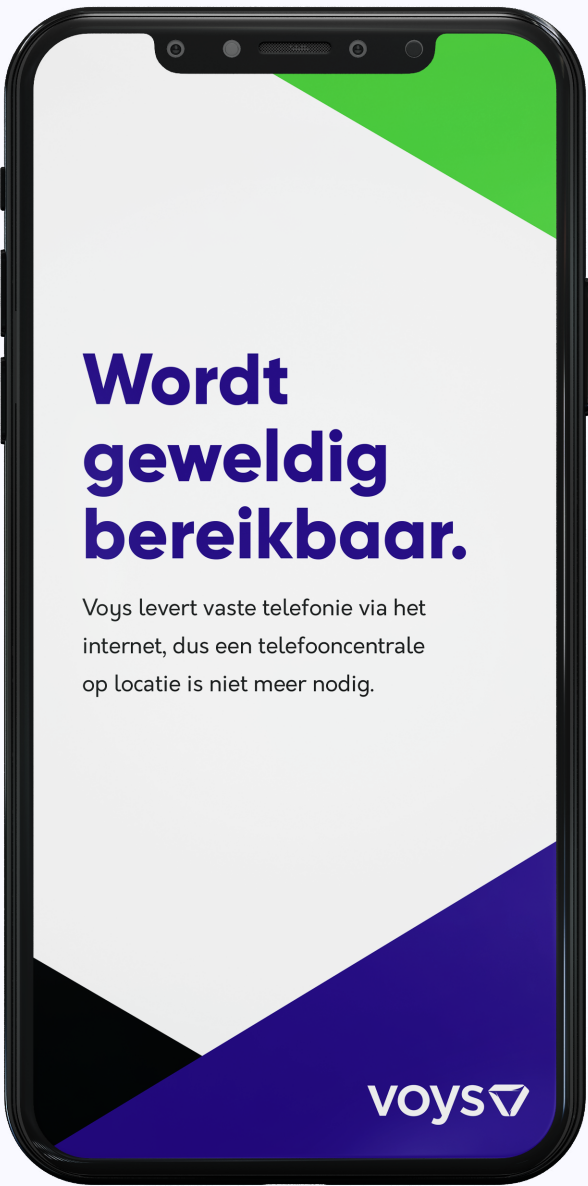 Wordt
geweldig
bereikbaar.
Voys levert vaste telefonie via het
internet, dus een telefooncentrale
op locatie is niet meer nodig.
voys